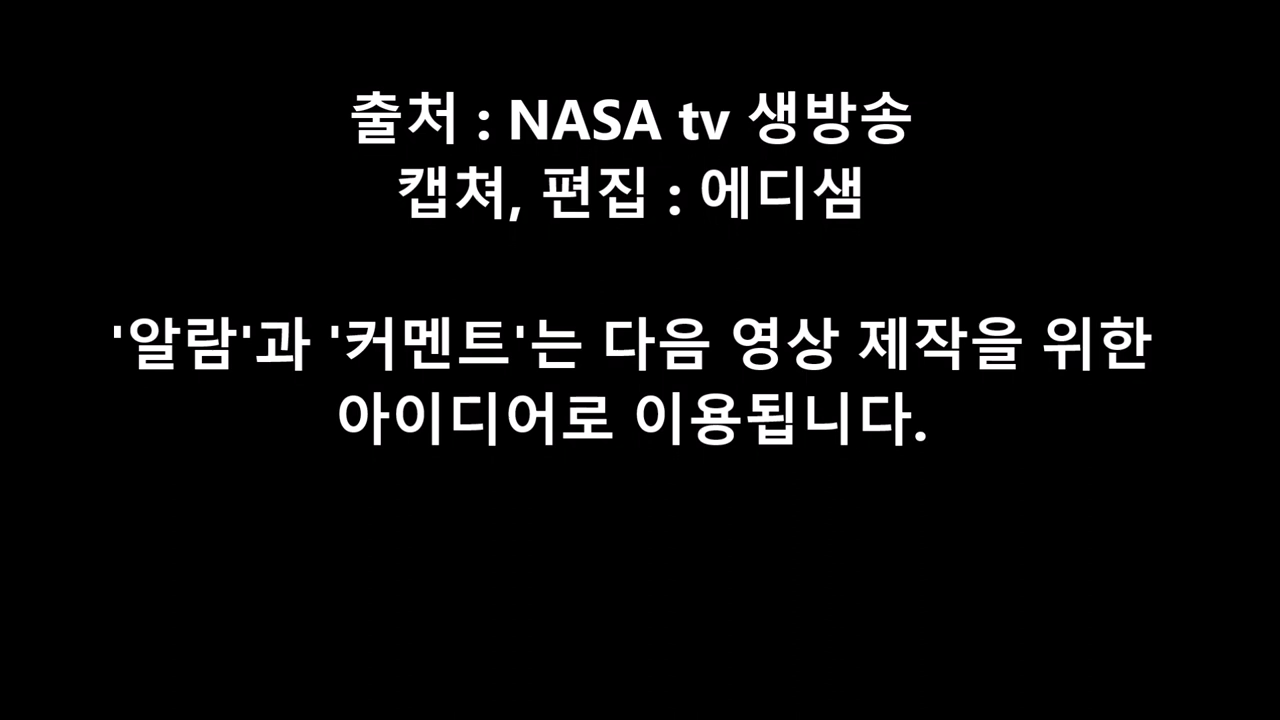 출처 : NASA tv 생방송
캡쳐, 편집 : 에디샘
'알람'과 '커멘트'는 다음 영상 제작을 위한
아이디어로 이용됩니다.